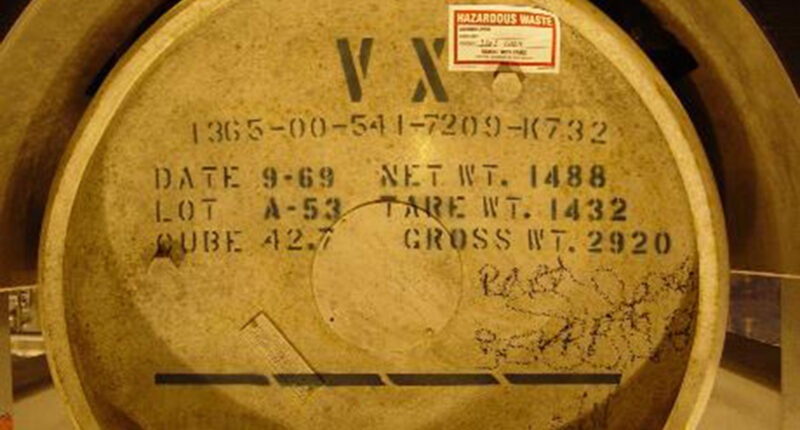 HAZARDOUS WASTE
VX
1365-00-541-7209-K732
DATE 9-69 NET WT. 1488
LOT A-53 TARE WT. 1432
CUBE 42.7 GROSS WT. 2920